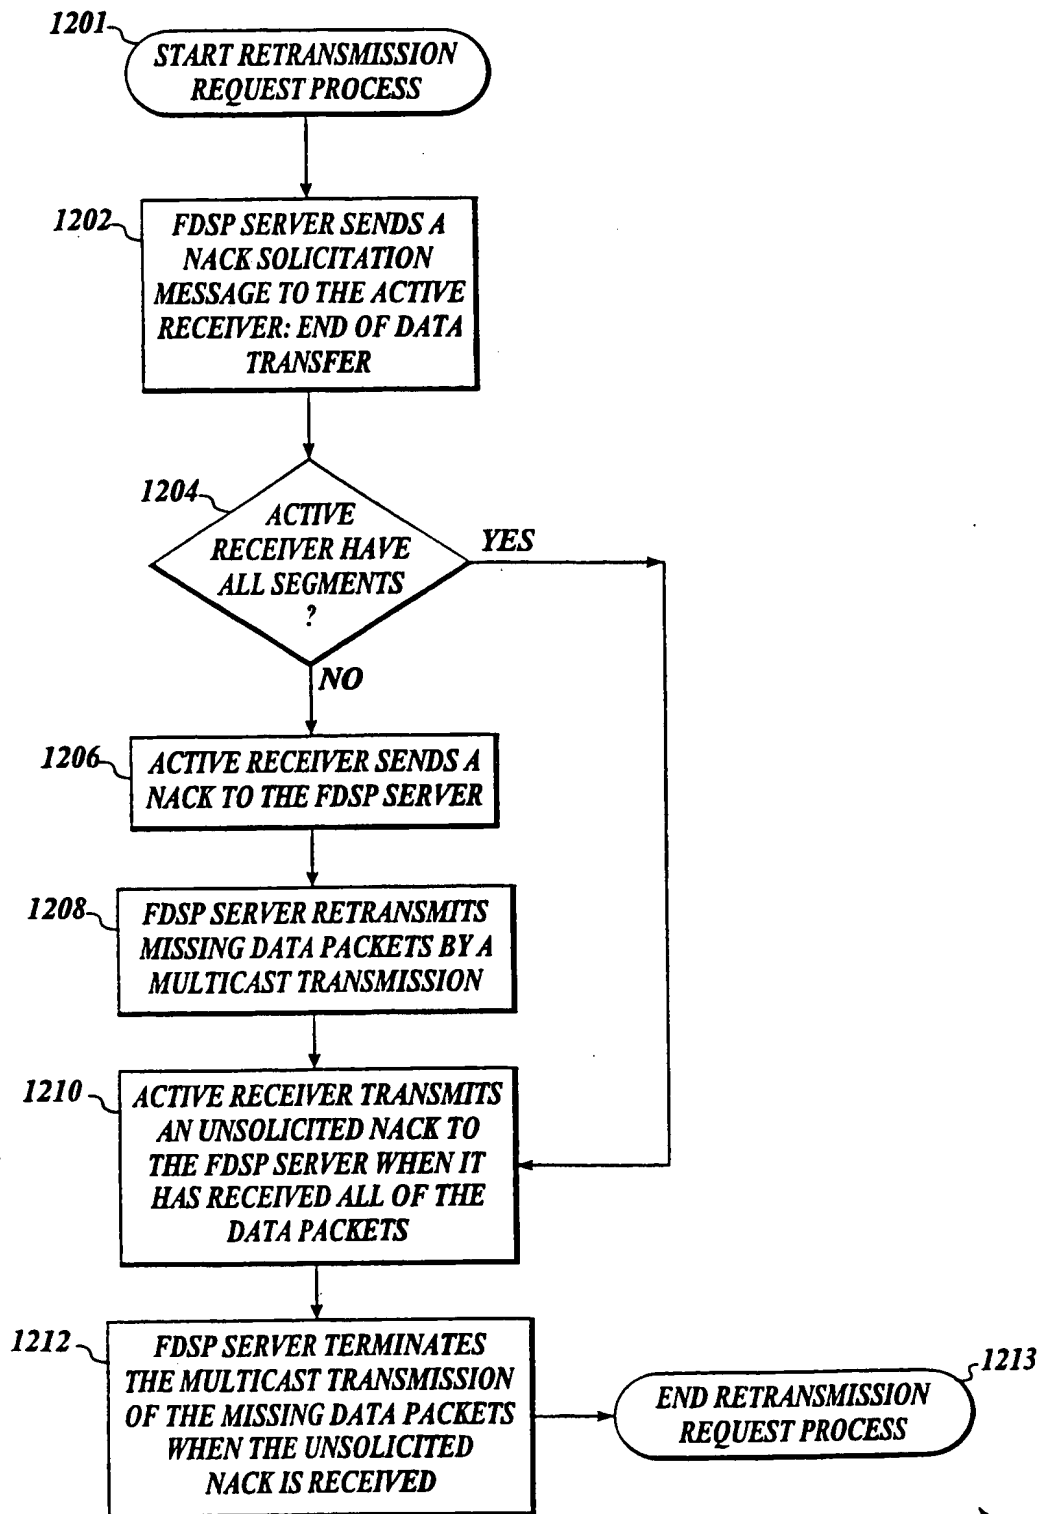 1201
START RETRANSMISSION
REQUEST PROCESS
1202
FDSP SERVER SENDS A
NACK SOLICITATION
MESSAGE TO THE ACTIVE
RECEIVER: END OF DATA
TRANSFER
1204
ACTIVE
RECEIVER HAVE
ALL SEGMENTS
?
YES
NO
1206
ACTIVE RECEIVER SENDS A
NACK TO THE FDSP SERVER
1208
FDSP SERVER RETRANSMITS
MISSING DATA PACKETS BY A
MULTICAST TRANSMISSION
1210
ACTIVE RECEIVER TRANSMITS
AN UNSOLICITED NACK TO
THE FDSP SERVER WHEN IT
HAS RECEIVED ALL OF THE
DATA PACKETS
1212
FDSP SERVER TERMINATES
THE MULTICAST TRANSMISSION
OF THE MISSING DATA PACKETS
WHEN THE UNSOLICITED
NACK IS RECEIVED
1213
END RETRANSMISSION
REQUEST PROCESS